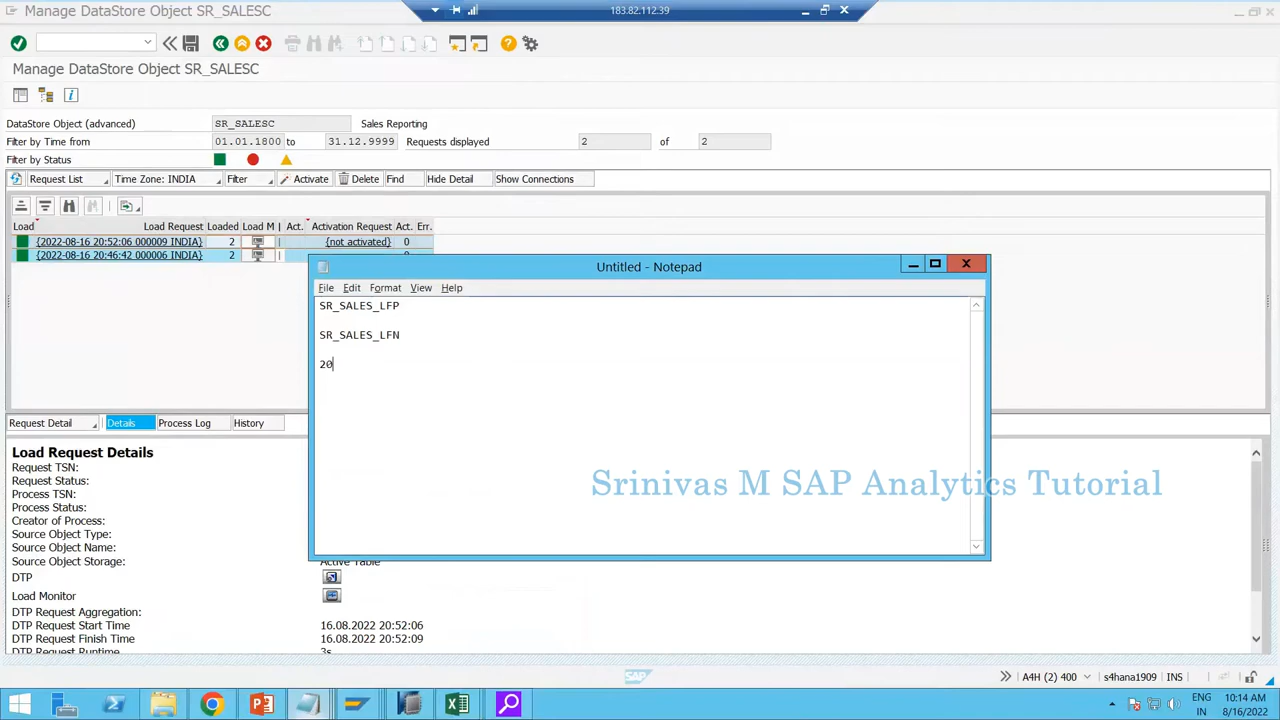 Manage DataStore Object SR_SALESC
183.82.112.39
Manage DataStore Object SR_SALESC
DataStore Object (advanced) SR_SALESC Sales Reporting
Filter by Time from 01.01.1800 to 31.12.9999 Requests displayed 2 of 2
Filter by Status
Request List Time Zone: INDIA Filter Activate Delete Find Hide Detail Show Connections
Load Load Request Loaded Load M Act. Activation Request Act. Err.
{2022-08-16 20:52:06 000009 INDIA} 2 {not activated} 0
{2022-08-16 20:46:42 000006 INDIA} 2
Untitled - Notepad
File Edit Format View Help
SR_SALES_LFP
SR_SALES_LFN
20
Request Detail Details Process Log History
Load Request Details
Request TSN:
Request Status:
Process TSN:
Process Status:
Creator of Process:
Source Object Type:
Source Object Name:
Source Object Storage: Active Table
DTP
Load Monitor
DTP Request Aggregation:
DTP Request Start Time 16.08.2022 20:52:06
DTP Request Finish Time 16.08.2022 20:52:09
DTP Request Runtime 3s
Srinivas M SAP Analytics Tutorial
SAP
A4H (2) 400 s4hana1909 INS
ENG 10:14 AM
IN 8/16/2022